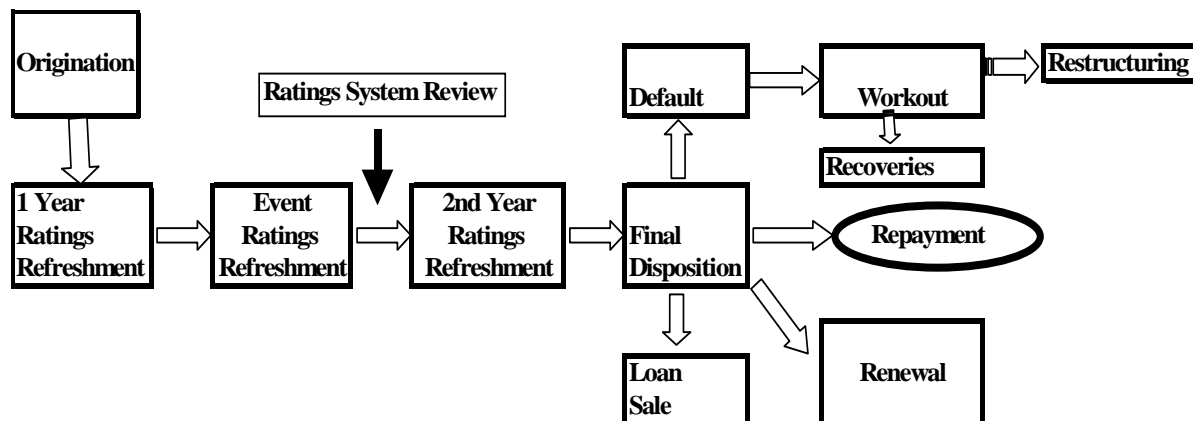 Origination
Ratings System Review
Default
Workout
Restructuring
Recoveries
1 Year
Ratings
Refreshment
Event
Ratings
Refreshment
2nd Year
Ratings
Refreshment
Final
Disposition
Repayment
Loan
Sale
Renewal